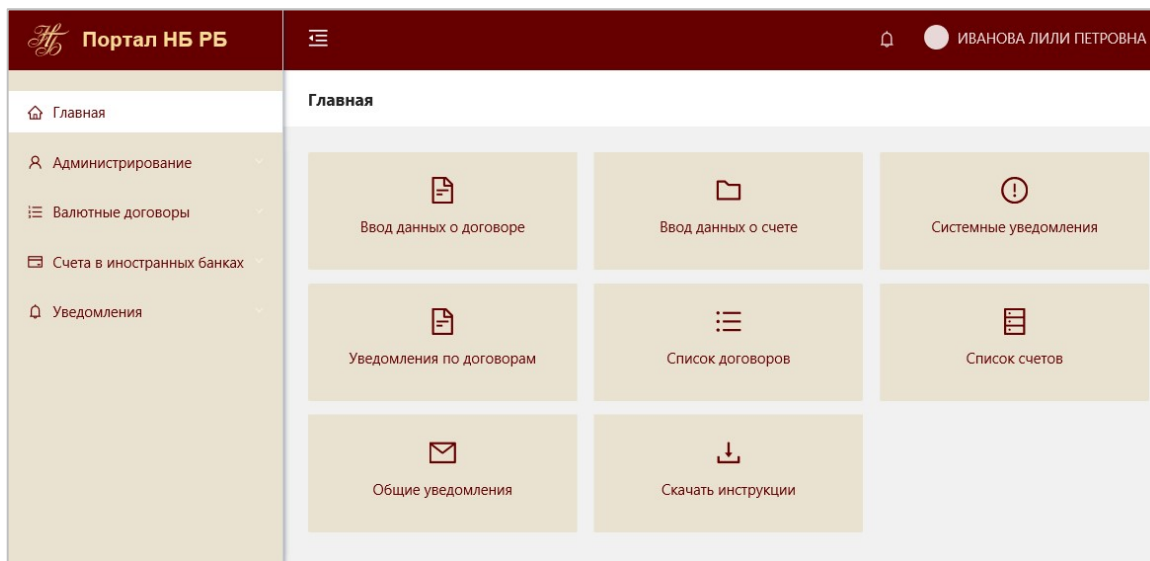 НБ Портал НБ РБ
ИВАНОВА ЛИЛИ ПЕТРОВНА
Главная
Администрирование
Валютные договоры
Счета в иностранных банках
Уведомления
Главная
Ввод данных о договоре
Ввод данных о счете
Системные уведомления
Уведомления по договорам
Список договоров
Список счетов
Общие уведомления
Скачать инструкции